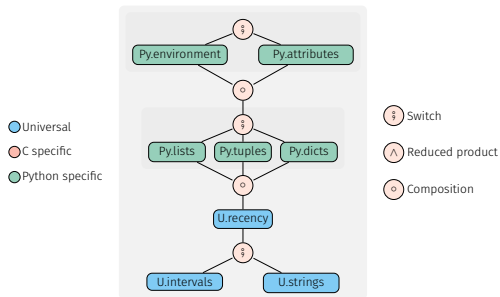 ⨟
Py.environment Py.attributes
∘
⨟
Py.lists Py.tuples Py.dicts
∘
U.recency
⨟
U.intervals U.strings
Universal
C specific
Python specific
⨟ Switch
∧ Reduced product
∘ Composition